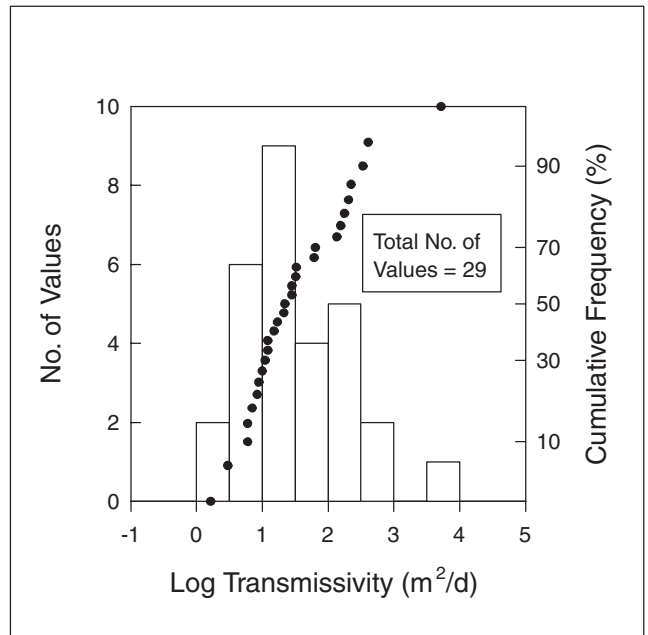 10
8
6
4
2
0
No. of Values
90
70
50
30
10
Cumulative Frequency (%)
Total No. of
Values = 29
-1 0 1 2 3 4 5
Log Transmissivity (m²/d)